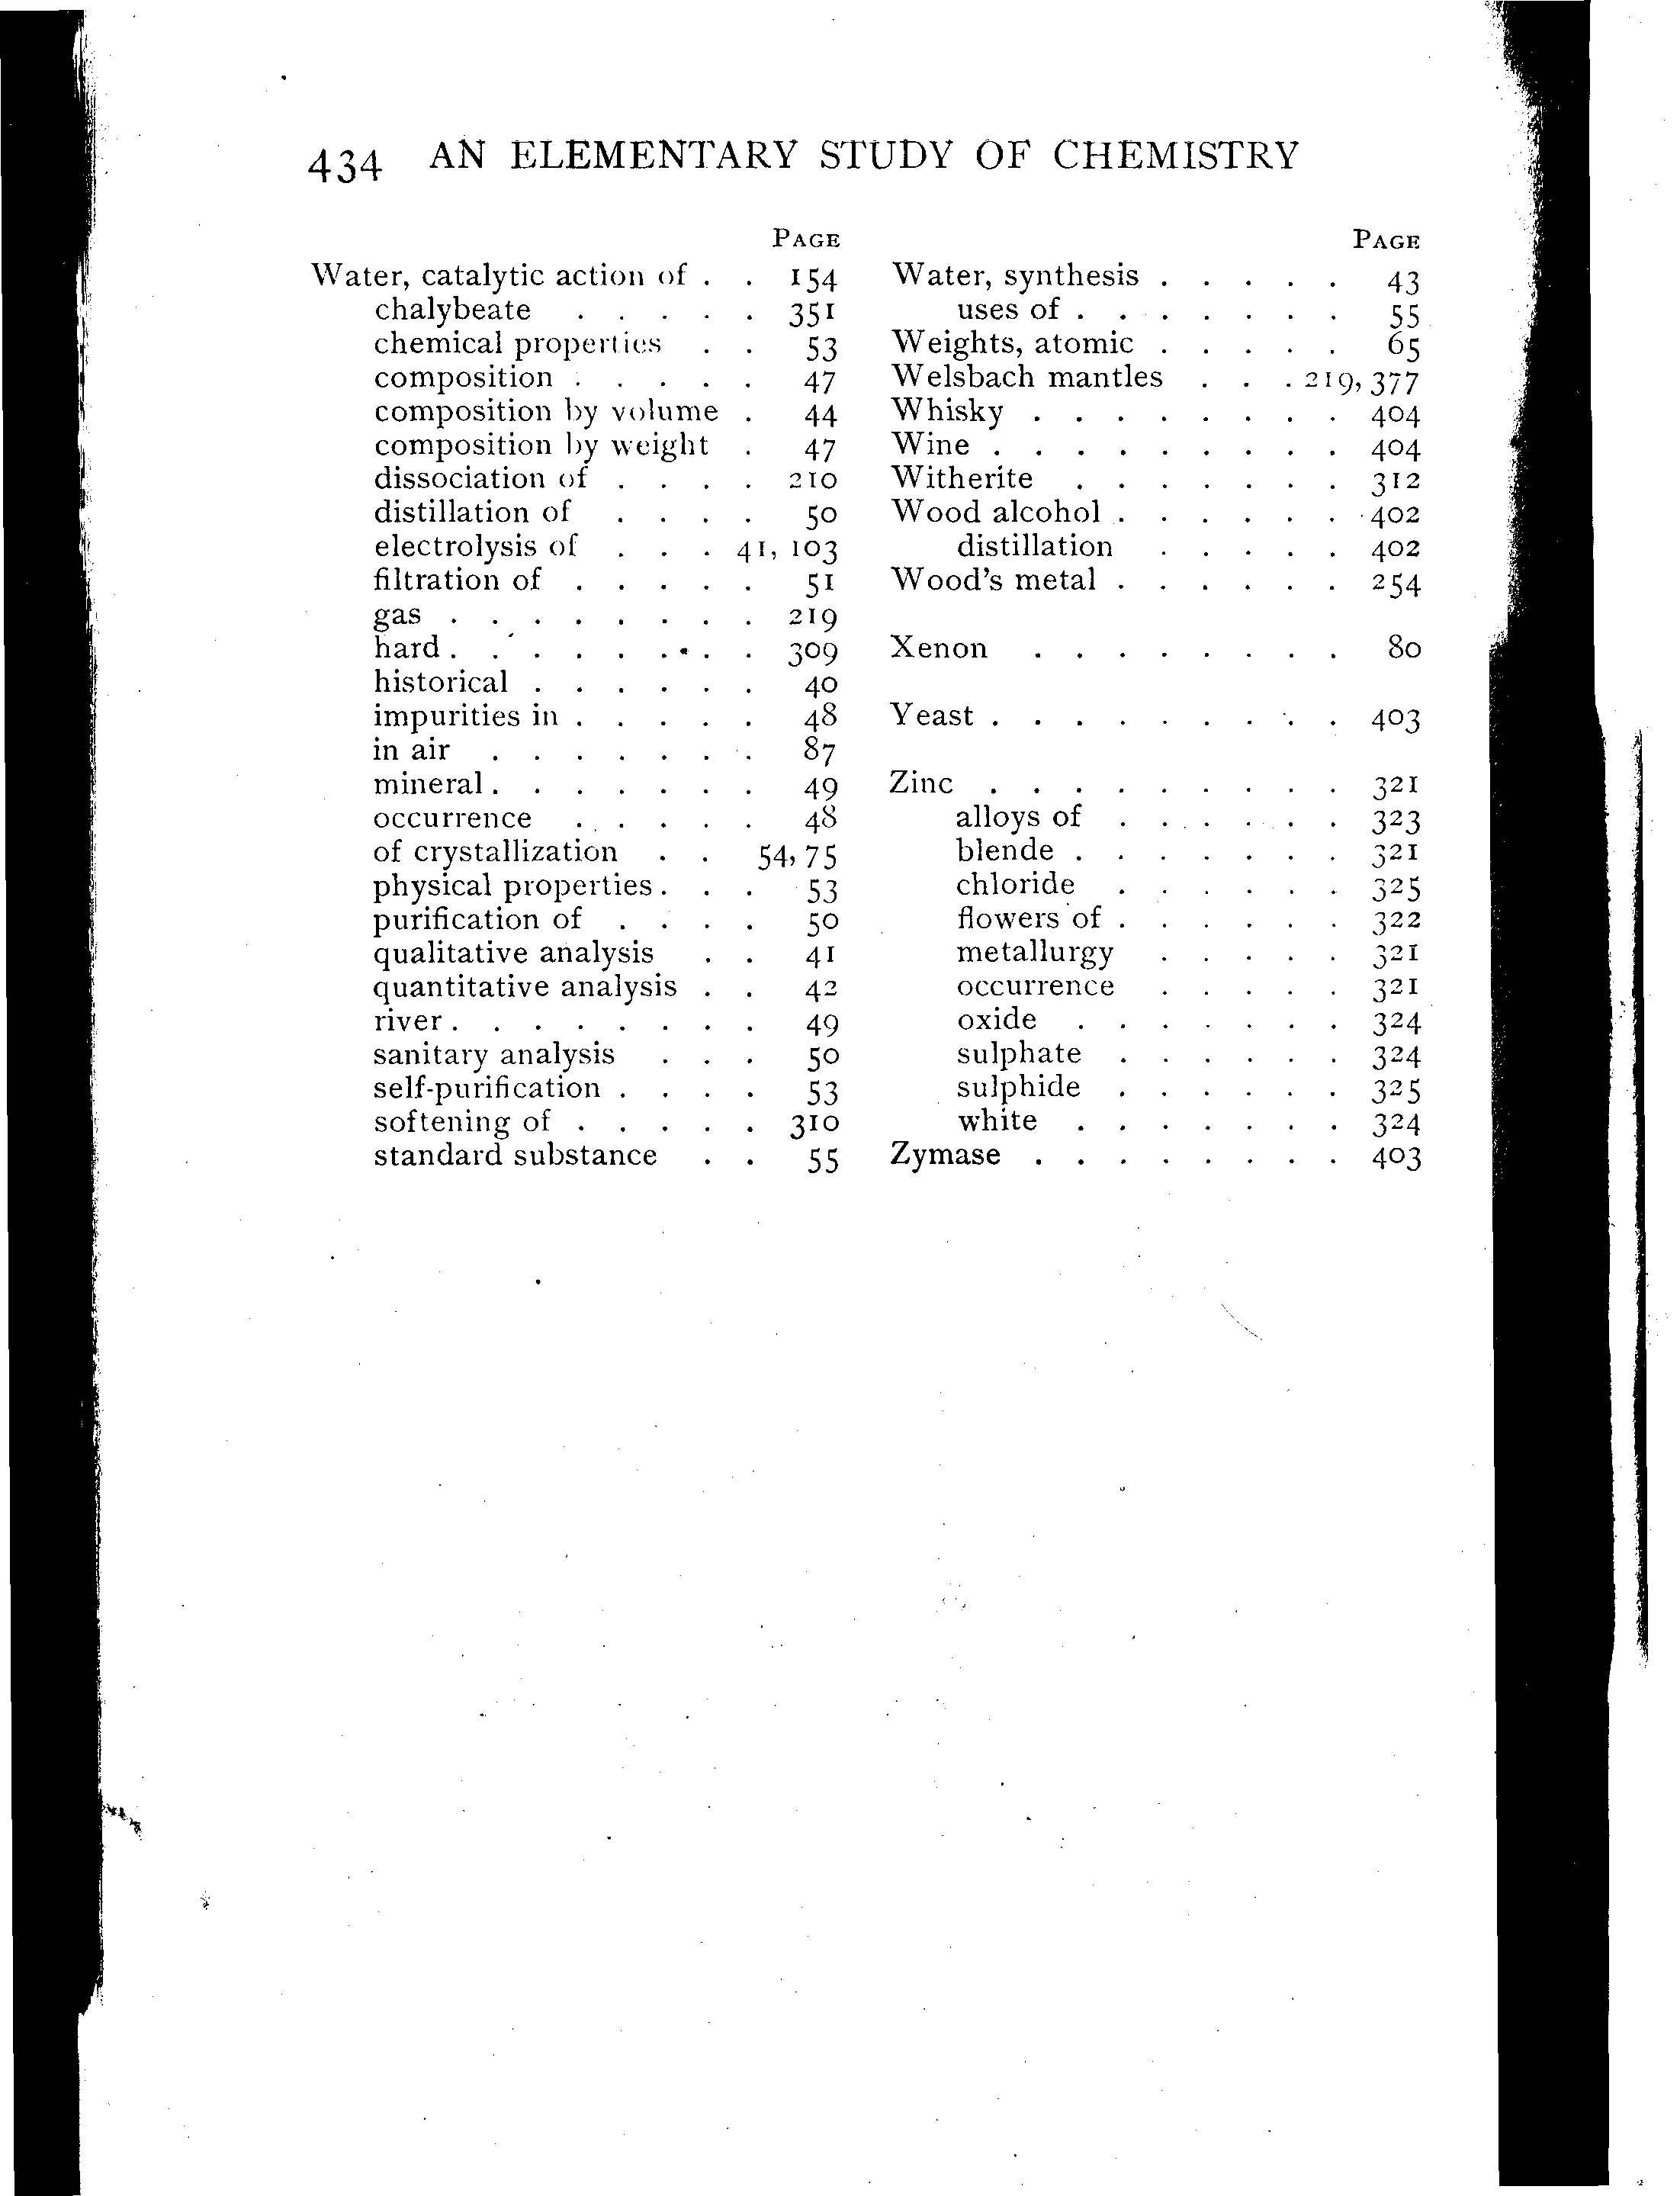 434 AN ELEMENTARY STUDY OF CHEMISTRY
PAGE
Water, catalytic action of . . 154
chalybeate . . . . . 351
chemical properties . . 53
composition . . . . . 47
composition by volume . 44
composition by weight . 47
dissociation of . . . . 210
distillation of . . . . 50
electrolysis of . . . 41, 103
filtration of . . . . . 51
gas . . . . . . . . 219
hard . . . . . . . . 309
historical . . . . . . 40
impurities in . . . . . 48
in air . . . . . . . 87
mineral . . . . . . . 49
occurrence . . . . . 48
of crystallization . . 54, 75
physical properties . . . 53
purification of . . . . 50
qualitative analysis . . 41
quantitative analysis . . 42
river . . . . . . . . 49
sanitary analysis . . . 50
self-purification . . . . 53
softening of . . . . . 310
standard substance . . 55
PAGE
Water, synthesis . . . . . 43
uses of . . . . . . . 55
Weights, atomic . . . . . 65
Welsbach mantles . . . 219, 377
Whisky . . . . . . . . 404
Wine . . . . . . . . . 404
Witherite . . . . . . . 312
Wood alcohol . . . . . . 402
distillation . . . . . 402
Wood's metal . . . . . . 254
Xenon . . . . . . . . 80
Yeast . . . . . . . . . 403
Zinc . . . . . . . . . 321
alloys of . . . . . . 323
blende . . . . . . . 321
chloride . . . . . . 325
flowers of . . . . . . 322
metallurgy . . . . . 321
occurrence . . . . . 321
oxide . . . . . . . 324
sulphate . . . . . . 324
sulphide . . . . . . 325
white . . . . . . . 324
Zymase . . . . . . . . 403